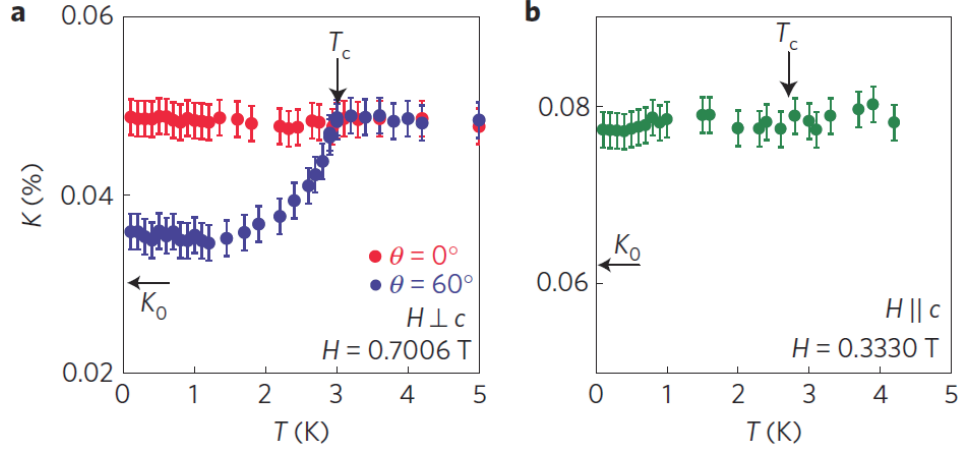 a
0.06
0.04
0.02
K (%)
T_c
θ = 0°
θ = 60°
K_0
H ⊥ c
H = 0.7006 T
0 1 2 3 4 5
T (K)
b
0.08
0.06
T_c
K_0
H || c
H = 0.3330 T
0 1 2 3 4 5
T (K)